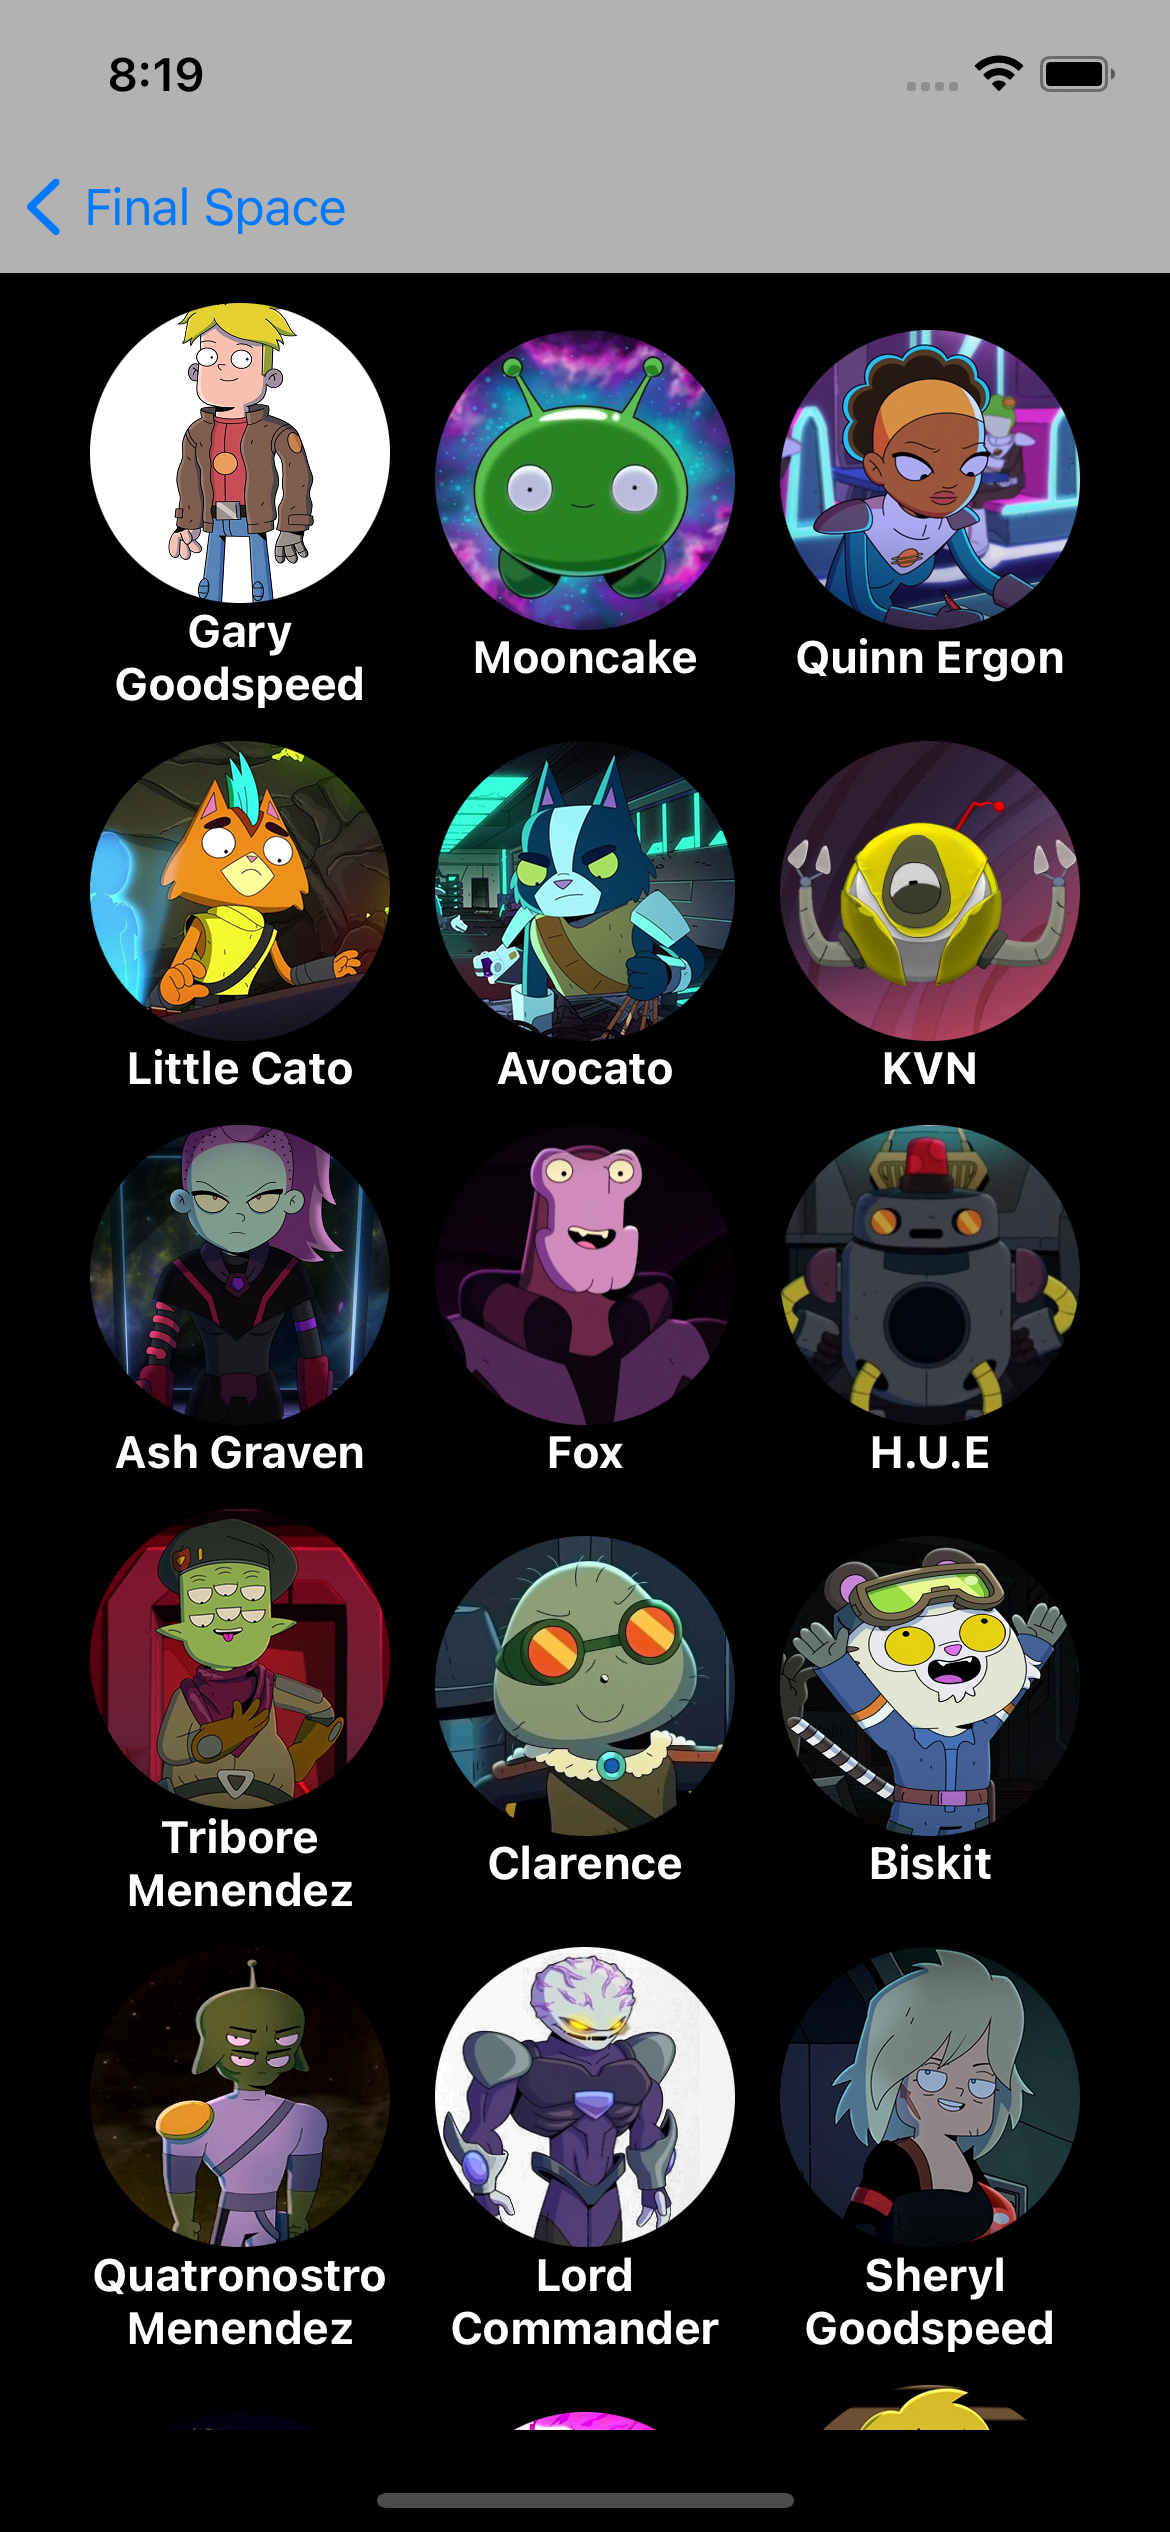 8:19
Final Space
Gary
Goodspeed
Mooncake
Quinn Ergon
Little Cato
Avocato
KVN
Ash Graven
Fox
H.U.E
Tribore
Menendez
Clarence
Biskit
Quatronostro
Menendez
Lord
Commander
Sheryl
Goodspeed